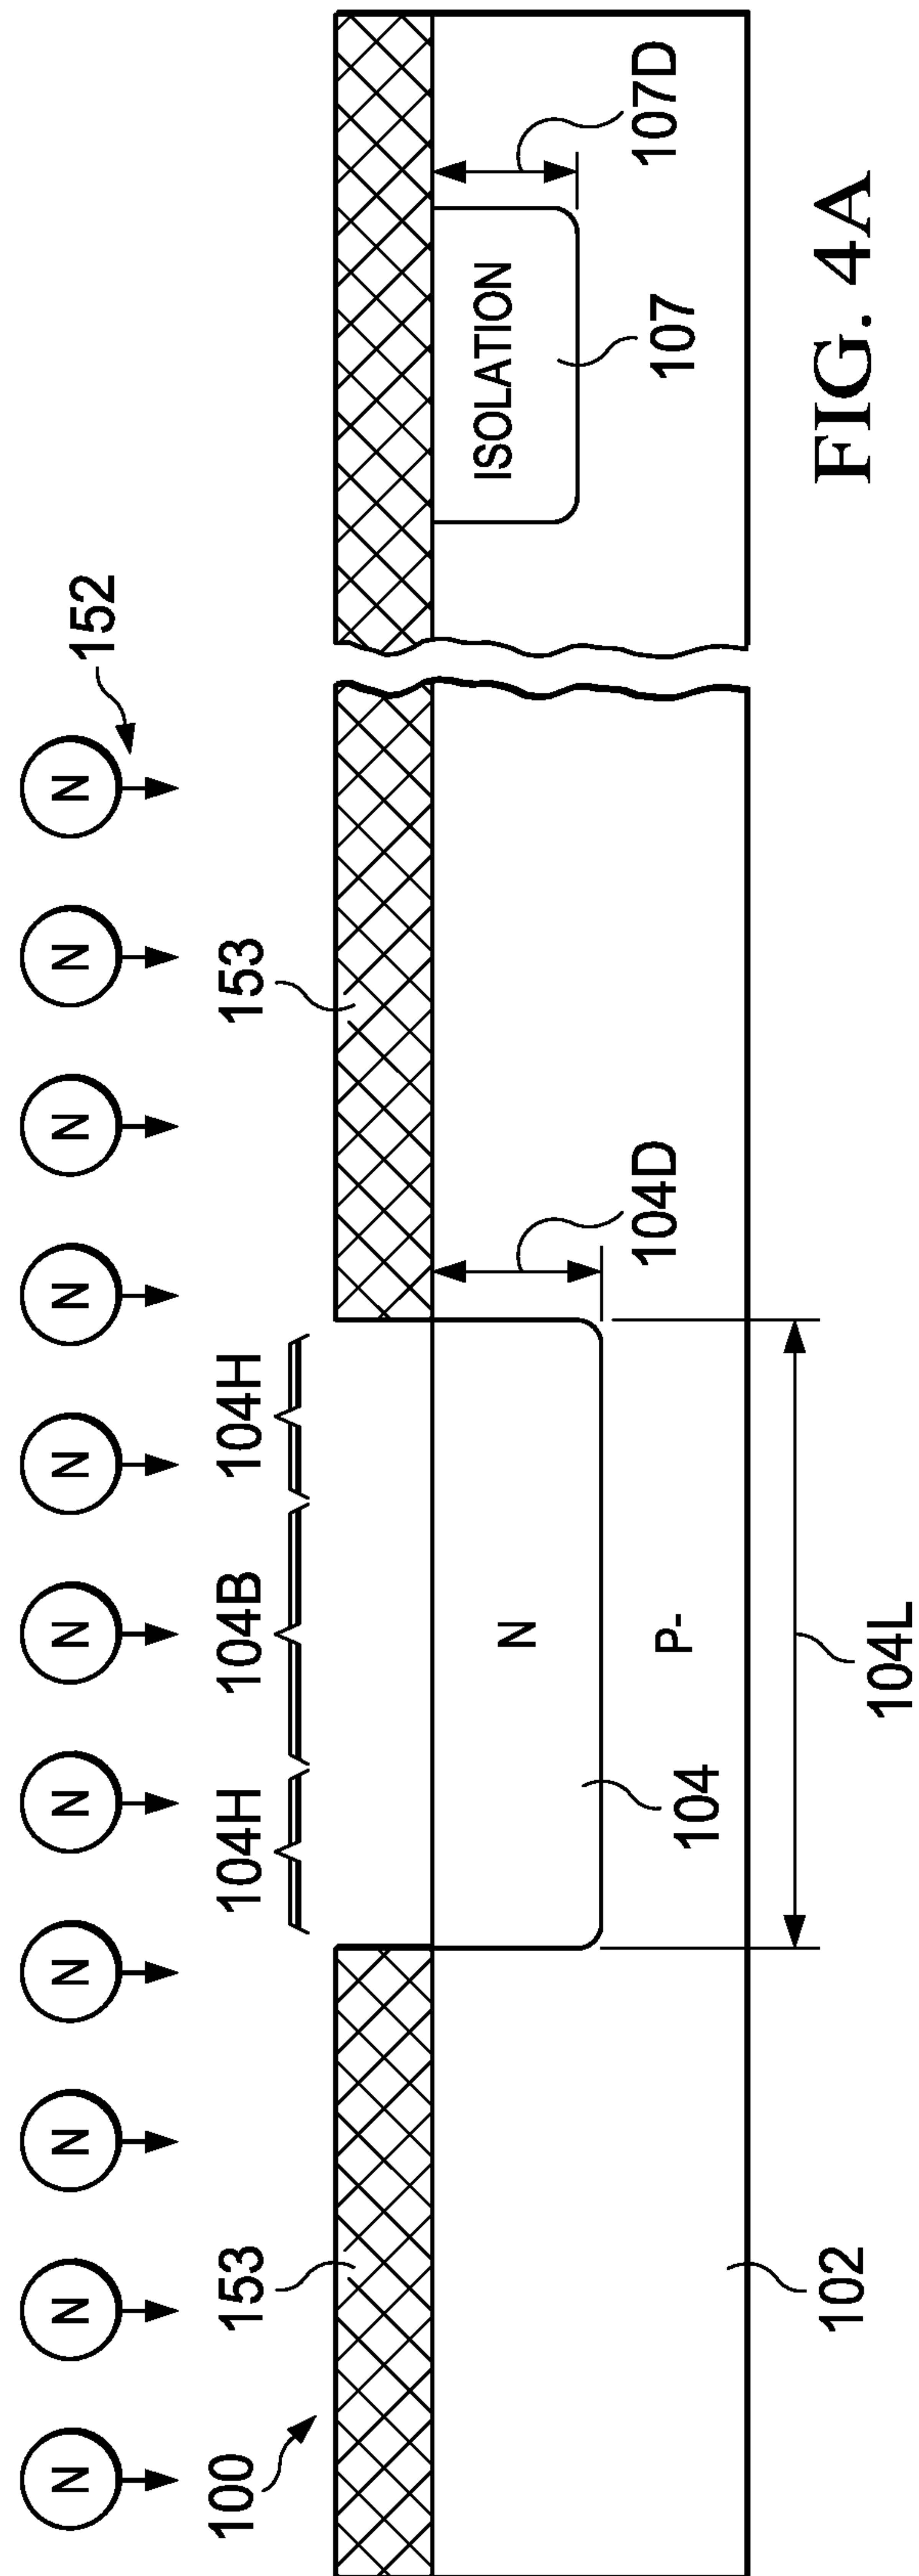 N N N N N N N N N N N
152
100 153 104H 104B 104H 153
N ISOLATION
104 P- 104D 107 107D
102 104L
FIG. 4A